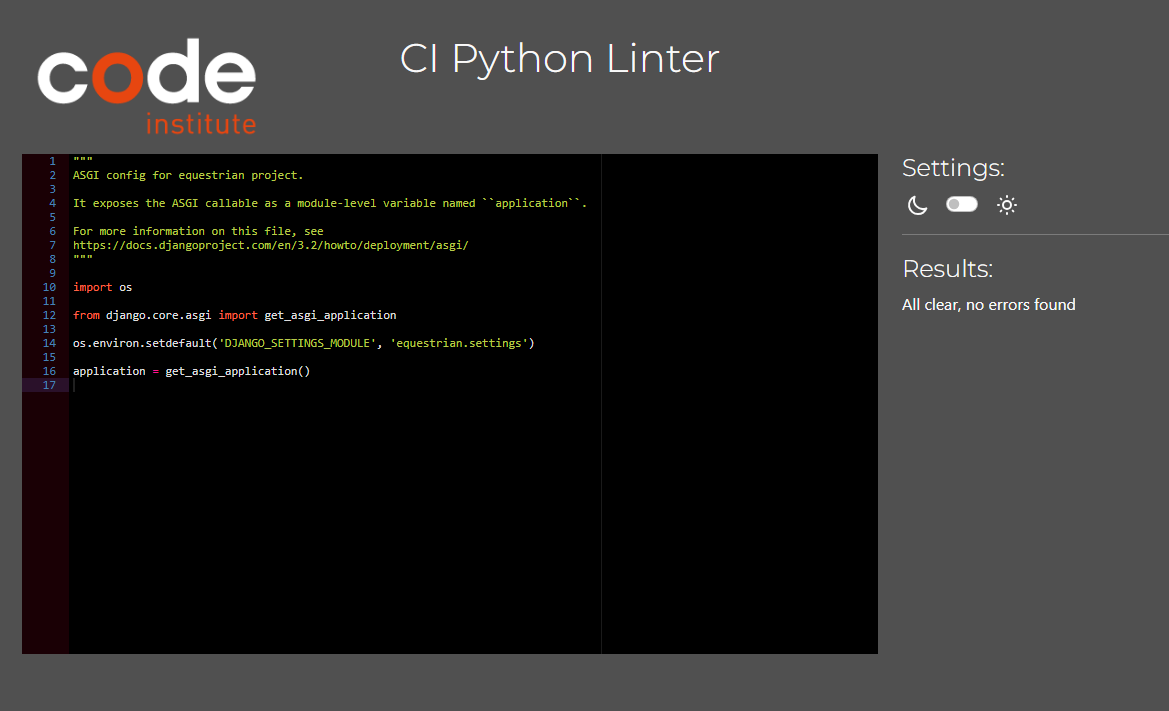 code
institute
CI Python Linter
1 """
2 ASGI config for equestrian project.
3
4 It exposes the ASGI callable as a module-level variable named ``application``.
5
6 For more information on this file, see
7 https://docs.djangoproject.com/en/3.2/howto/deployment/asgi/
8 """
9
10 import os
11
12 from django.core.asgi import get_asgi_application
13
14 os.environ.setdefault('DJANGO_SETTINGS_MODULE', 'equestrian.settings')
15
16 application = get_asgi_application()
17
Settings:
Results:
All clear, no errors found